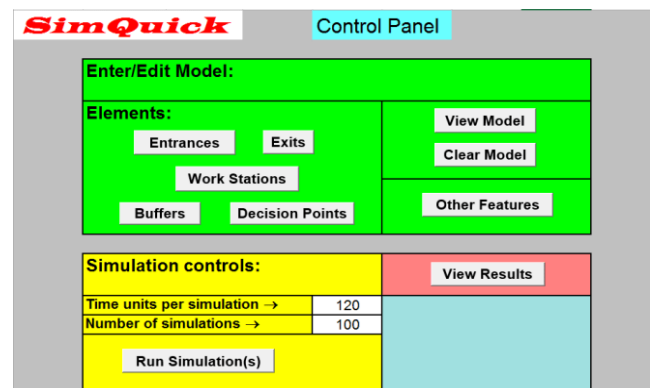 SimQuick Control Panel
Enter/Edit Model:
Elements:
Entrances Exits
Work Stations
Buffers Decision Points
View Model
Clear Model
Other Features
Simulation controls:
View Results
Time units per simulation → 120
Number of simulations → 100
Run Simulation(s)